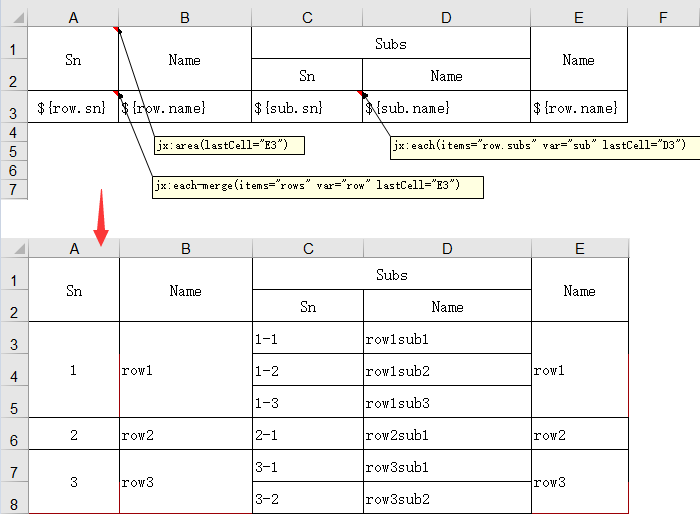 A B C D E F
1 Sn Name Subs Name
2 Sn Name
3 ${row.sn} ${row.name} ${sub.sn} ${sub.name} ${row.name}
4
5 jx:area(lastCell="E3") jx:each(items="row.subs" var="sub" lastCell="D3")
6
7 jx:each-merge(items="rows" var="row" lastCell="E3")
A B C D E
1 Sn Name Subs Name
2 Sn Name
3 1-1 row1sub1
4 1 row1 1-2 row1sub2 row1
5 1-3 row1sub3
6 2 row2 2-1 row2sub1 row2
7 3 row3 3-1 row3sub1 row3
8 3-2 row3sub2